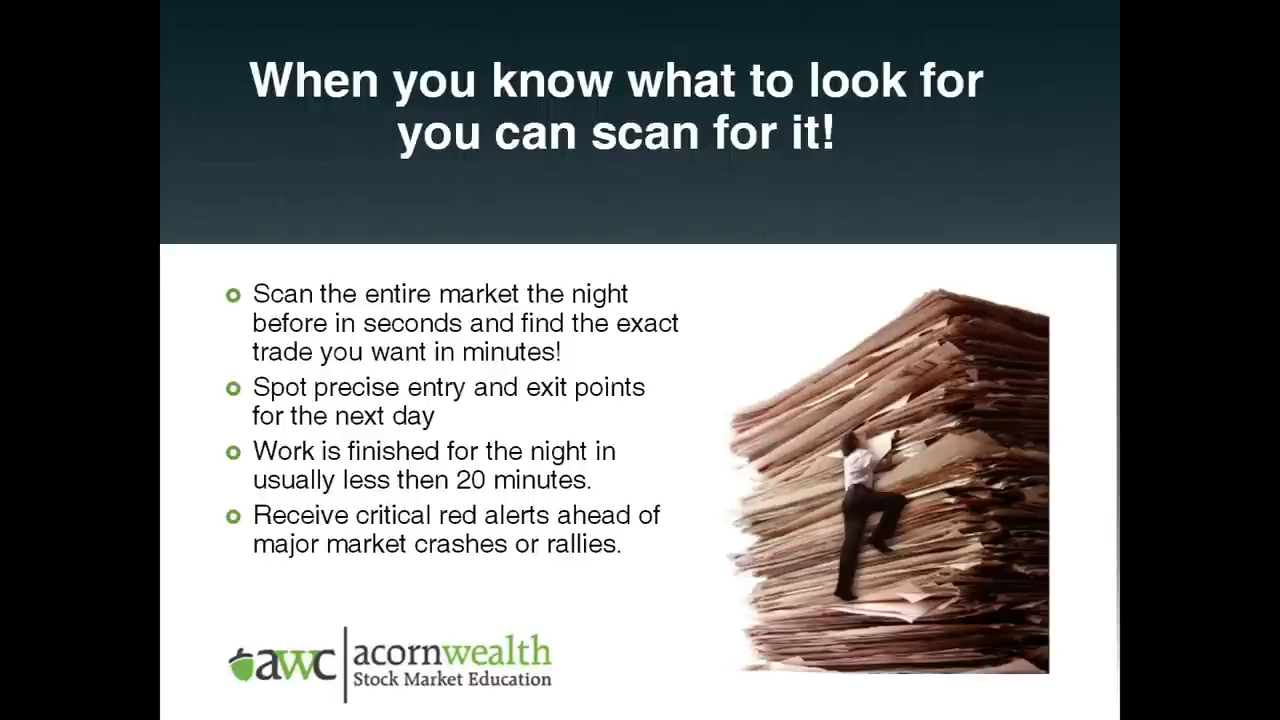 When you know what to look for
you can scan for it!
Scan the entire market the night
before in seconds and find the exact
trade you want in minutes!
Spot precise entry and exit points
for the next day
Work is finished for the night in
usually less then 20 minutes.
Receive critical red alerts ahead of
major market crashes or rallies.
awc acornwealth
Stock Market Education